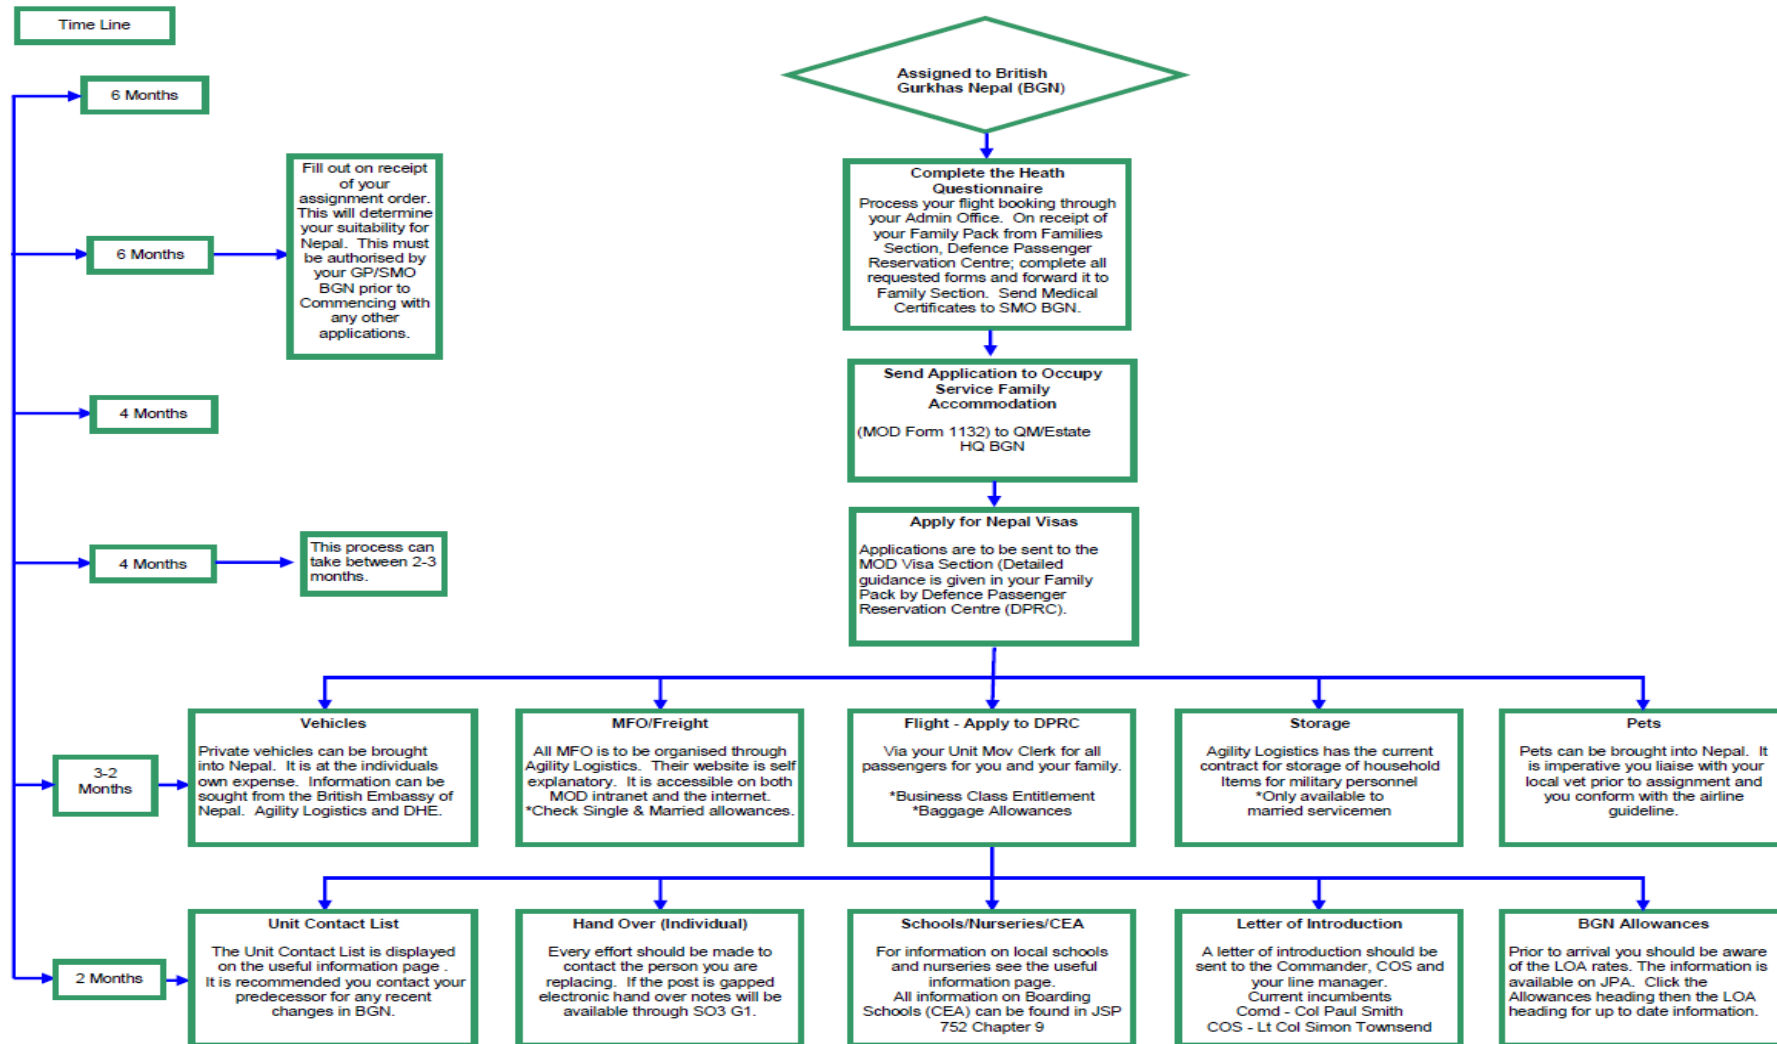 Time Line
Assigned to British
Gurkhas Nepal (BGN)
6 Months
Complete the Heath
Questionnaire
Process your flight booking through
your Admin Office. On receipt of
your Family Pack from Families
Section, Defence Passenger
Reservation Centre; complete all
requested forms and forward it to
Family Section. Send Medical
Certificates to SMO BGN.
6 Months
Fill out on receipt
of your
assignment order.
This will determine
your suitability for
Nepal. This must
be authorised by
your GP/SMO
BGN prior to
Commencing with
any other
applications.
4 Months
Send Application to Occupy
Service Family
Accommodation
(MOD Form 1132) to QM/Estate
HQ BGN
4 Months
This process can
take between 2-3
months.
Apply for Nepal Visas
Applications are to be sent to the
MOD Visa Section (Detailed
guidance is given in your Family
Pack by Defence Passenger
Reservation Centre (DPRC).
3-2
Months
Vehicles
Private vehicles can be brought
into Nepal. It is at the individuals
own expense. Information can be
sought from the British Embassy of
Nepal. Agility Logistics and DHE.
MFO/Freight
All MFO is to be organised through
Agility Logistics. Their website is self
explanatory. It is accessible on both
MOD intranet and the internet.
*Check Single & Married allowances.
Flight - Apply to DPRC
Via your Unit Mov Clerk for all
passengers for you and your family.
*Business Class Entitlement
*Baggage Allowances
Storage
Agility Logistics has the current
contract for storage of household
Items for military personnel
*Only available to
married servicemen
Pets
Pets can be brought into Nepal. It
is imperative you liaise with your
local vet prior to assignment and
you conform with the airline
guideline.
2 Months
Unit Contact List
The Unit Contact List is displayed
on the useful information page .
It is recommended you contact your
predecessor for any recent
changes in BGN.
Hand Over (Individual)
Every effort should be made to
contact the person you are
replacing. If the post is gapped
electronic hand over notes will be
available through SO3 G1.
Schools/Nurseries/CEA
For information on local schools
and nurseries see the useful
information page.
All information on Boarding
Schools (CEA) can be found in JSP
752 Chapter 9
Letter of Introduction
A letter of introduction should be
sent to the Commander, COS and
your line manager.
Current incumbents
Comd - Col Paul Smith
COS - Lt Col Simon Townsend
BGN Allowances
Prior to arrival you should be aware
of the LOA rates. The information is
available on JPA. Click the
Allowances heading then the LOA
heading for up to date information.